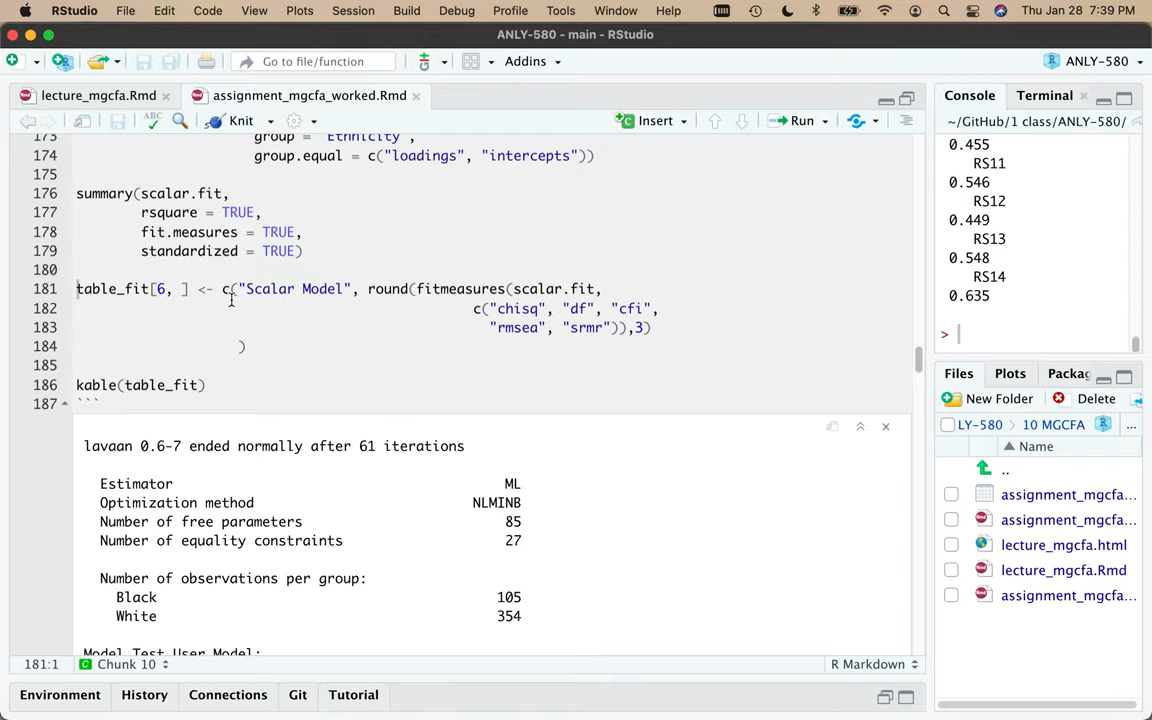 RStudio File Edit Code View Plots Session Build Debug Profile Tools Window Help Thu Jan 28 7:39 PM
ANLY-580 - main - RStudio
Go to file/function Addins ANLY-580
lecture_mgcfa.Rmd assignment_mgcfa_worked.Rmd
Knit Insert Run
173 group = "Ethnicity",
174 group.equal = c("loadings", "intercepts"))
175
176 summary(scalar.fit,
177 rsquare = TRUE,
178 fit.measures = TRUE,
179 standardized = TRUE)
180
181 table_fit[6, ] <- c("Scalar Model", round(fitmeasures(scalar.fit,
182 c("chisq", "df", "cfi",
183 "rmsea", "srmr")),3)
184 )
185
186 kable(table_fit)
187 ```
lavaan 0.6-7 ended normally after 61 iterations
Estimator ML
Optimization method NLMINB
Number of free parameters 85
Number of equality constraints 27
Number of observations per group:
Black 105
White 354
Model Test User Model:
181:1 Chunk 10 R Markdown
Environment History Connections Git Tutorial
Console Terminal
~/GitHub/1 class/ANLY-580/
0.455
RS11
0.546
RS12
0.449
RS13
0.548
RS14
0.635
>
Files Plots Packag
New Folder Delete
LY-580 10 MGCFA ...
Name
..
assignment_mgcfa...
assignment_mgcfa...
lecture_mgcfa.html
lecture_mgcfa.Rmd
assignment_mgcfa...